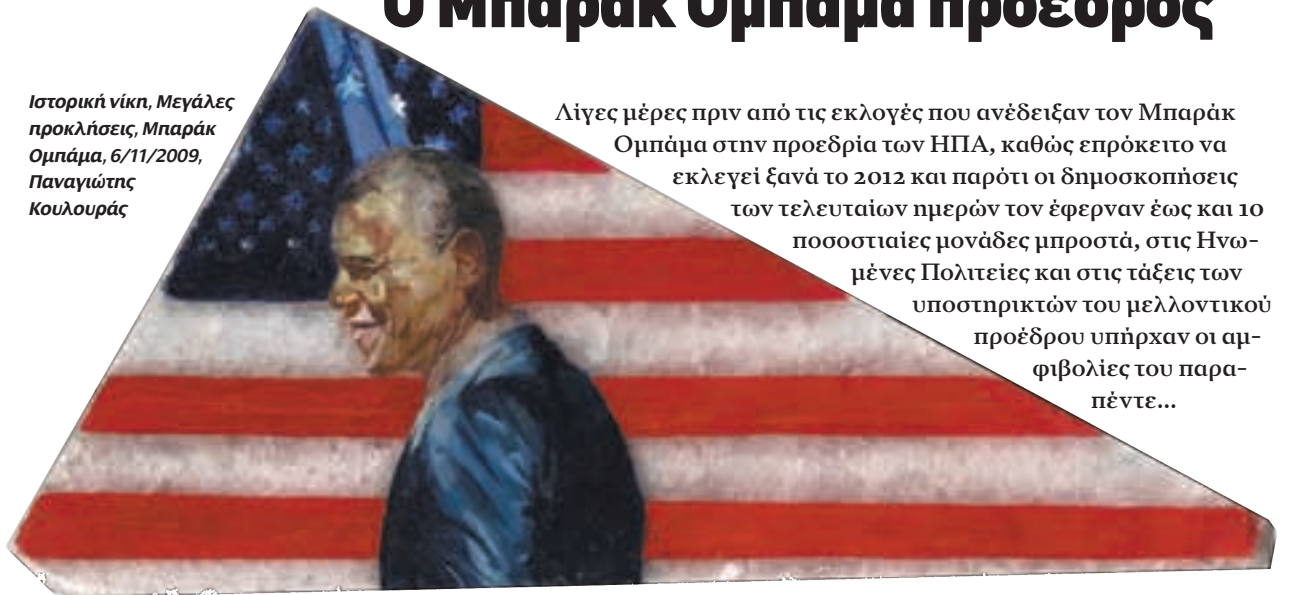 Ο Μπαράκ Ομπάμα πρόεδρος
Ιστορική νίκη, Μεγάλες
προκλήσεις, Μπαράκ
Ομπάμα, 6/11/2009,
Παναγιώτης
Κουλουράς
Λίγες μέρες πριν από τις εκλογές που ανέδειξαν τον Μπαράκ
Ομπάμα στην προεδρία των ΗΠΑ, καθώς επρόκειτο να
εκλεγεί ξανά το 2012 και παρότι οι δημοσκοπήσεις
των τελευταίων ημερών τον έφερναν έως και 10
ποσοστιαίες μονάδες μπροστά, στις Ηνω-
μένες Πολιτείες και στις τάξεις των
υποστηρικτών του μελλοντικού
προέδρου υπήρχαν οι αμ-
φιβολίες του παρα-
πέντε...